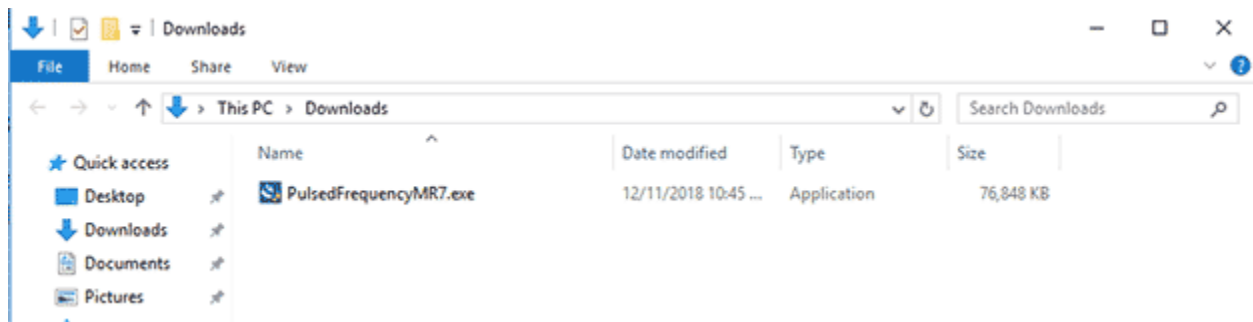 Downloads
File Home Share View
This PC > Downloads Search Downloads
Name Date modified Type Size
Quick access
Desktop
Downloads
Documents
Pictures
PulsedFrequencyMR7.exe 12/11/2018 10:45 ... Application 76,848 KB